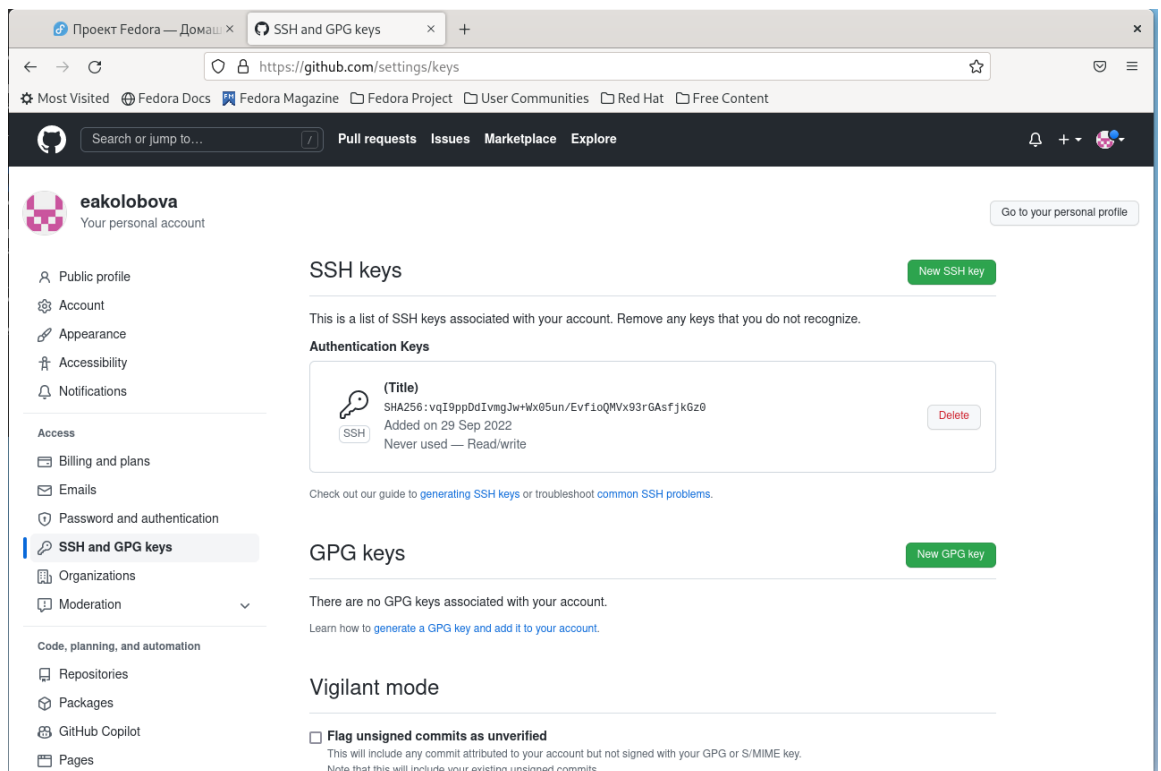 Проект Fedora — Домаш
SSH and GPG keys
https://github.com/settings/keys
Most Visited Fedora Docs Fedora Magazine Fedora Project User Communities Red Hat Free Content
Search or jump to... / Pull requests Issues Marketplace Explore
eakolobova
Your personal account
Go to your personal profile
Public profile
Account
Appearance
Accessibility
Notifications
Access
Billing and plans
Emails
Password and authentication
SSH and GPG keys
Organizations
Moderation
Code, planning, and automation
Repositories
Packages
GitHub Copilot
Pages
SSH keys
New SSH key
This is a list of SSH keys associated with your account. Remove any keys that you do not recognize.
Authentication Keys
(Title)
SHA256:vqI9ppDdIvmgJw+Wx05un/EvfioQMVx93rGAsfjkGz0
Added on 29 Sep 2022
Never used — Read/write
SSH
Delete
Check out our guide to generating SSH keys or troubleshoot common SSH problems.
GPG keys
New GPG key
There are no GPG keys associated with your account.
Learn how to generate a GPG key and add it to your account.
Vigilant mode
Flag unsigned commits as unverified
This will include any commit attributed to your account but not signed with your GPG or S/MIME key.
Note that this will include your existing unsigned commits.